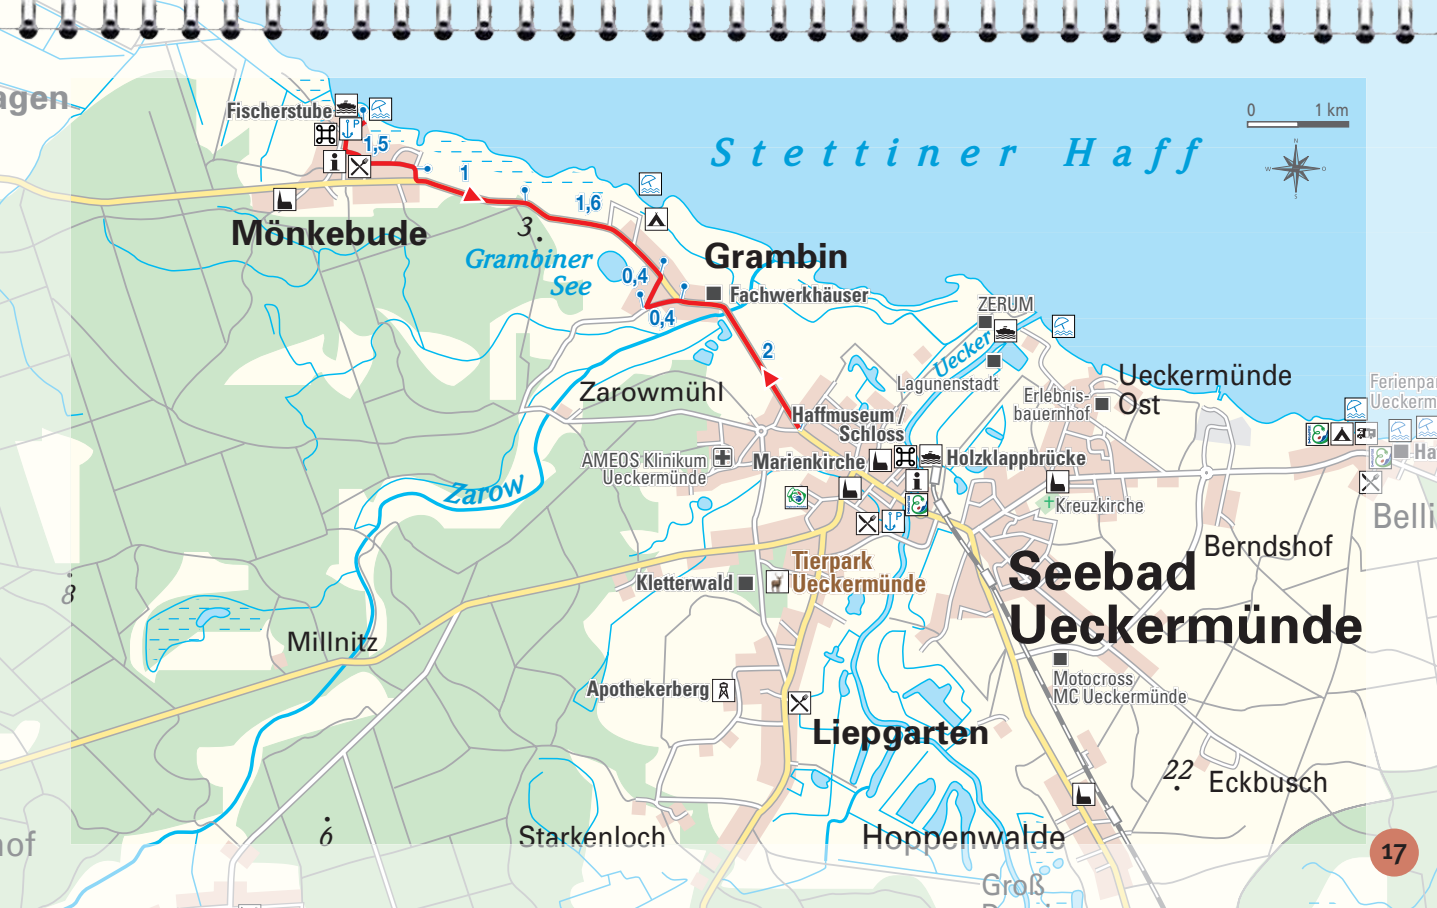 agen
Fischerstube
P
1,5
i
1
1,6
Mönkebude
3
Grambiner
See
0,4
0,4
Stettiner Haff
0 1 km
N
W O
S
Grambin
Fachwerkhäuser
2
ZERUM
Uecker
Lagunenstadt
Erlebnis-
bauernhof
Ueckermünde
Ost
Ferienpa
Ueckerm
Zarowmühl
Haffmuseum/
Schloss
AMEOS Klinikum
Ueckermünde
Marienkirche
Holzklappbrücke
i
P
Kreuzkirche
Ha
Belli
Zarow
Berndshof
Tierpark
Ueckermünde
Kletterwald
Seebad
Ueckermünde
8
Millnitz
Apothekerberg
Motocross
MC Ueckermünde
Liepgarten
22
Eckbusch
6
Starkenloch
Hoppenwalde
hof
Groß
17